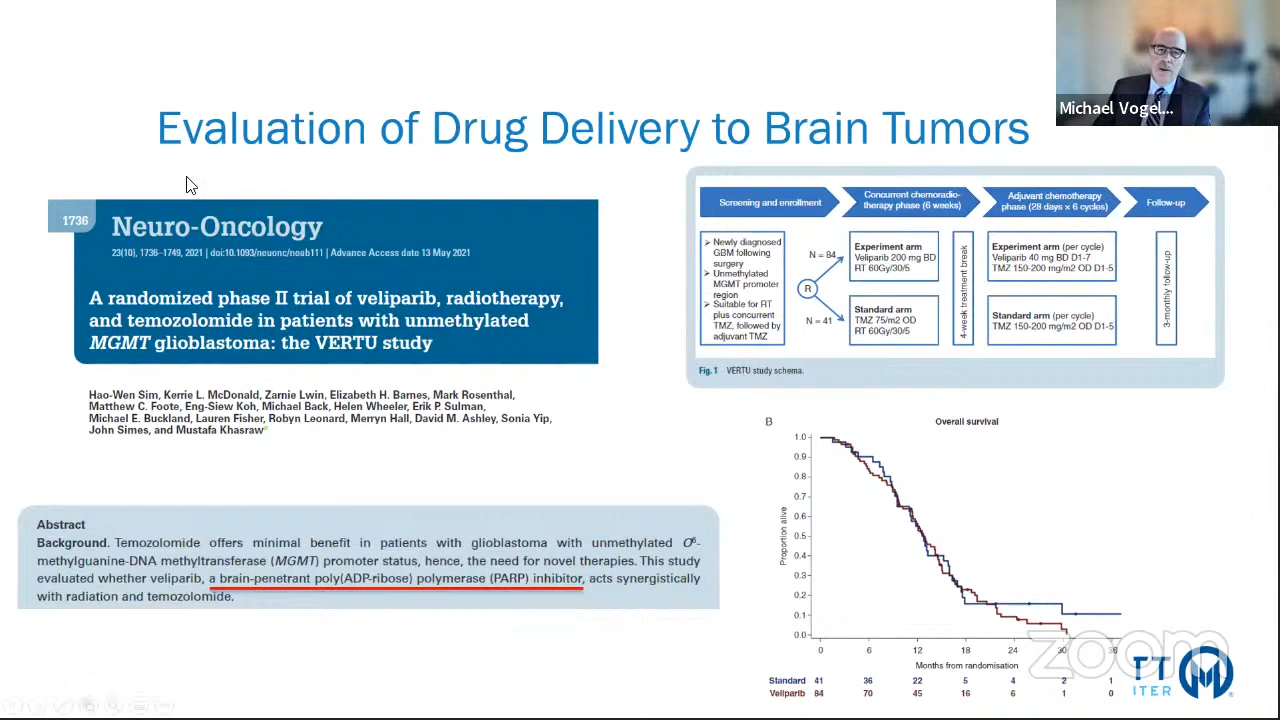 Michael Vogel...
Evaluation of Drug Delivery to Brain Tumors
1736
Neuro-Oncology
23(10), 1736–1749, 2021 | doi:10.1093/neuonc/noab111 | Advance Access date 13 May 2021
A randomized phase II trial of veliparib, radiotherapy,
and temozolomide in patients with unmethylated
MGMT glioblastoma: the VERTU study
Hao-Wen Sim, Kerrie L. McDonald, Zarnie Lwin, Elizabeth H. Barnes, Mark Rosenthal,
Matthew C. Foote, Eng-Siew Koh, Michael Back, Helen Wheeler, Erik P. Sulman,
Michael E. Buckland, Lauren Fisher, Robyn Leonard, Merryn Hall, David M. Ashley, Sonia Yip,
John Simes, and Mustafa Khasraw
Abstract
Background. Temozolomide offers minimal benefit in patients with glioblastoma with unmethylated O6-
methylguanine-DNA methyltransferase (MGMT) promoter status, hence, the need for novel therapies. This study
evaluated whether veliparib, a brain-penetrant poly(ADP-ribose) polymerase (PARP) inhibitor, acts synergistically
with radiation and temozolomide.
Screening and enrollment
Concurrent chemoradio-
therapy phase (6 weeks)
Adjuvant chemotherapy
phase (28 days × 6 cycles)
Follow-up
Newly diagnosed
GBM following
surgery
Unmethylated
MGMT promoter
region
Suitable for RT
plus concurrent
TMZ, followed by
adjuvant TMZ
N = 84
R
N = 41
Experiment arm
Veliparib 200 mg BD
RT 60Gy/30/5
Standard arm
TMZ 75/m2 OD
RT 60Gy/30/5
4-week treatment break
Experiment arm (per cycle)
Veliparib 40 mg BD D1-7
TMZ 150-200 mg/m2 OD D1-5
Standard arm (per cycle)
TMZ 150-200 mg/m2 OD D1-5
3-monthly follow-up
Fig. 1 VERTU study schema.
B
Overall survival
Proportion alive
1.0
0.9
0.8
0.7
0.6
0.5
0.4
0.3
0.2
0.1
0.0
0 6 12 18 24 30 36
Months from randomisation
Standard 41 36 22 5 4 2 1
Veliparib 84 70 45 16 6 1 0
zoom
TT
ITER